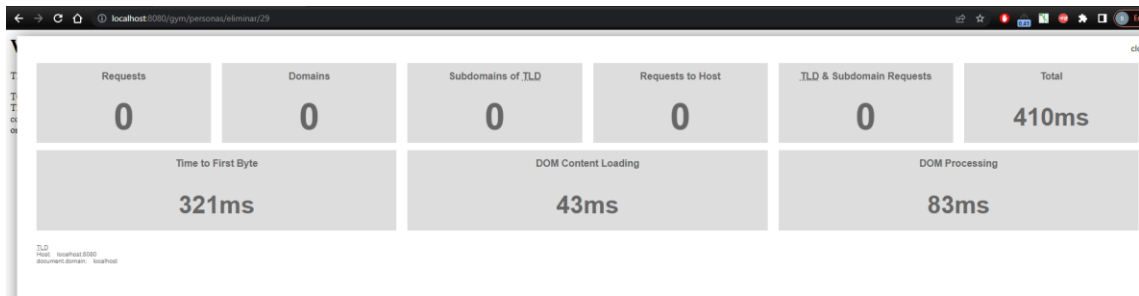 localhost:8080/gym/personas/eliminar/29
0.41
Requests
Domains
Subdomains of TLD
Requests to Host
TLD & Subdomain Requests
Total
0
0
0
0
0
410ms
Time to First Byte
DOM Content Loading
DOM Processing
321ms
43ms
83ms
TLD
Host: localhost:8080
document.domain: localhost